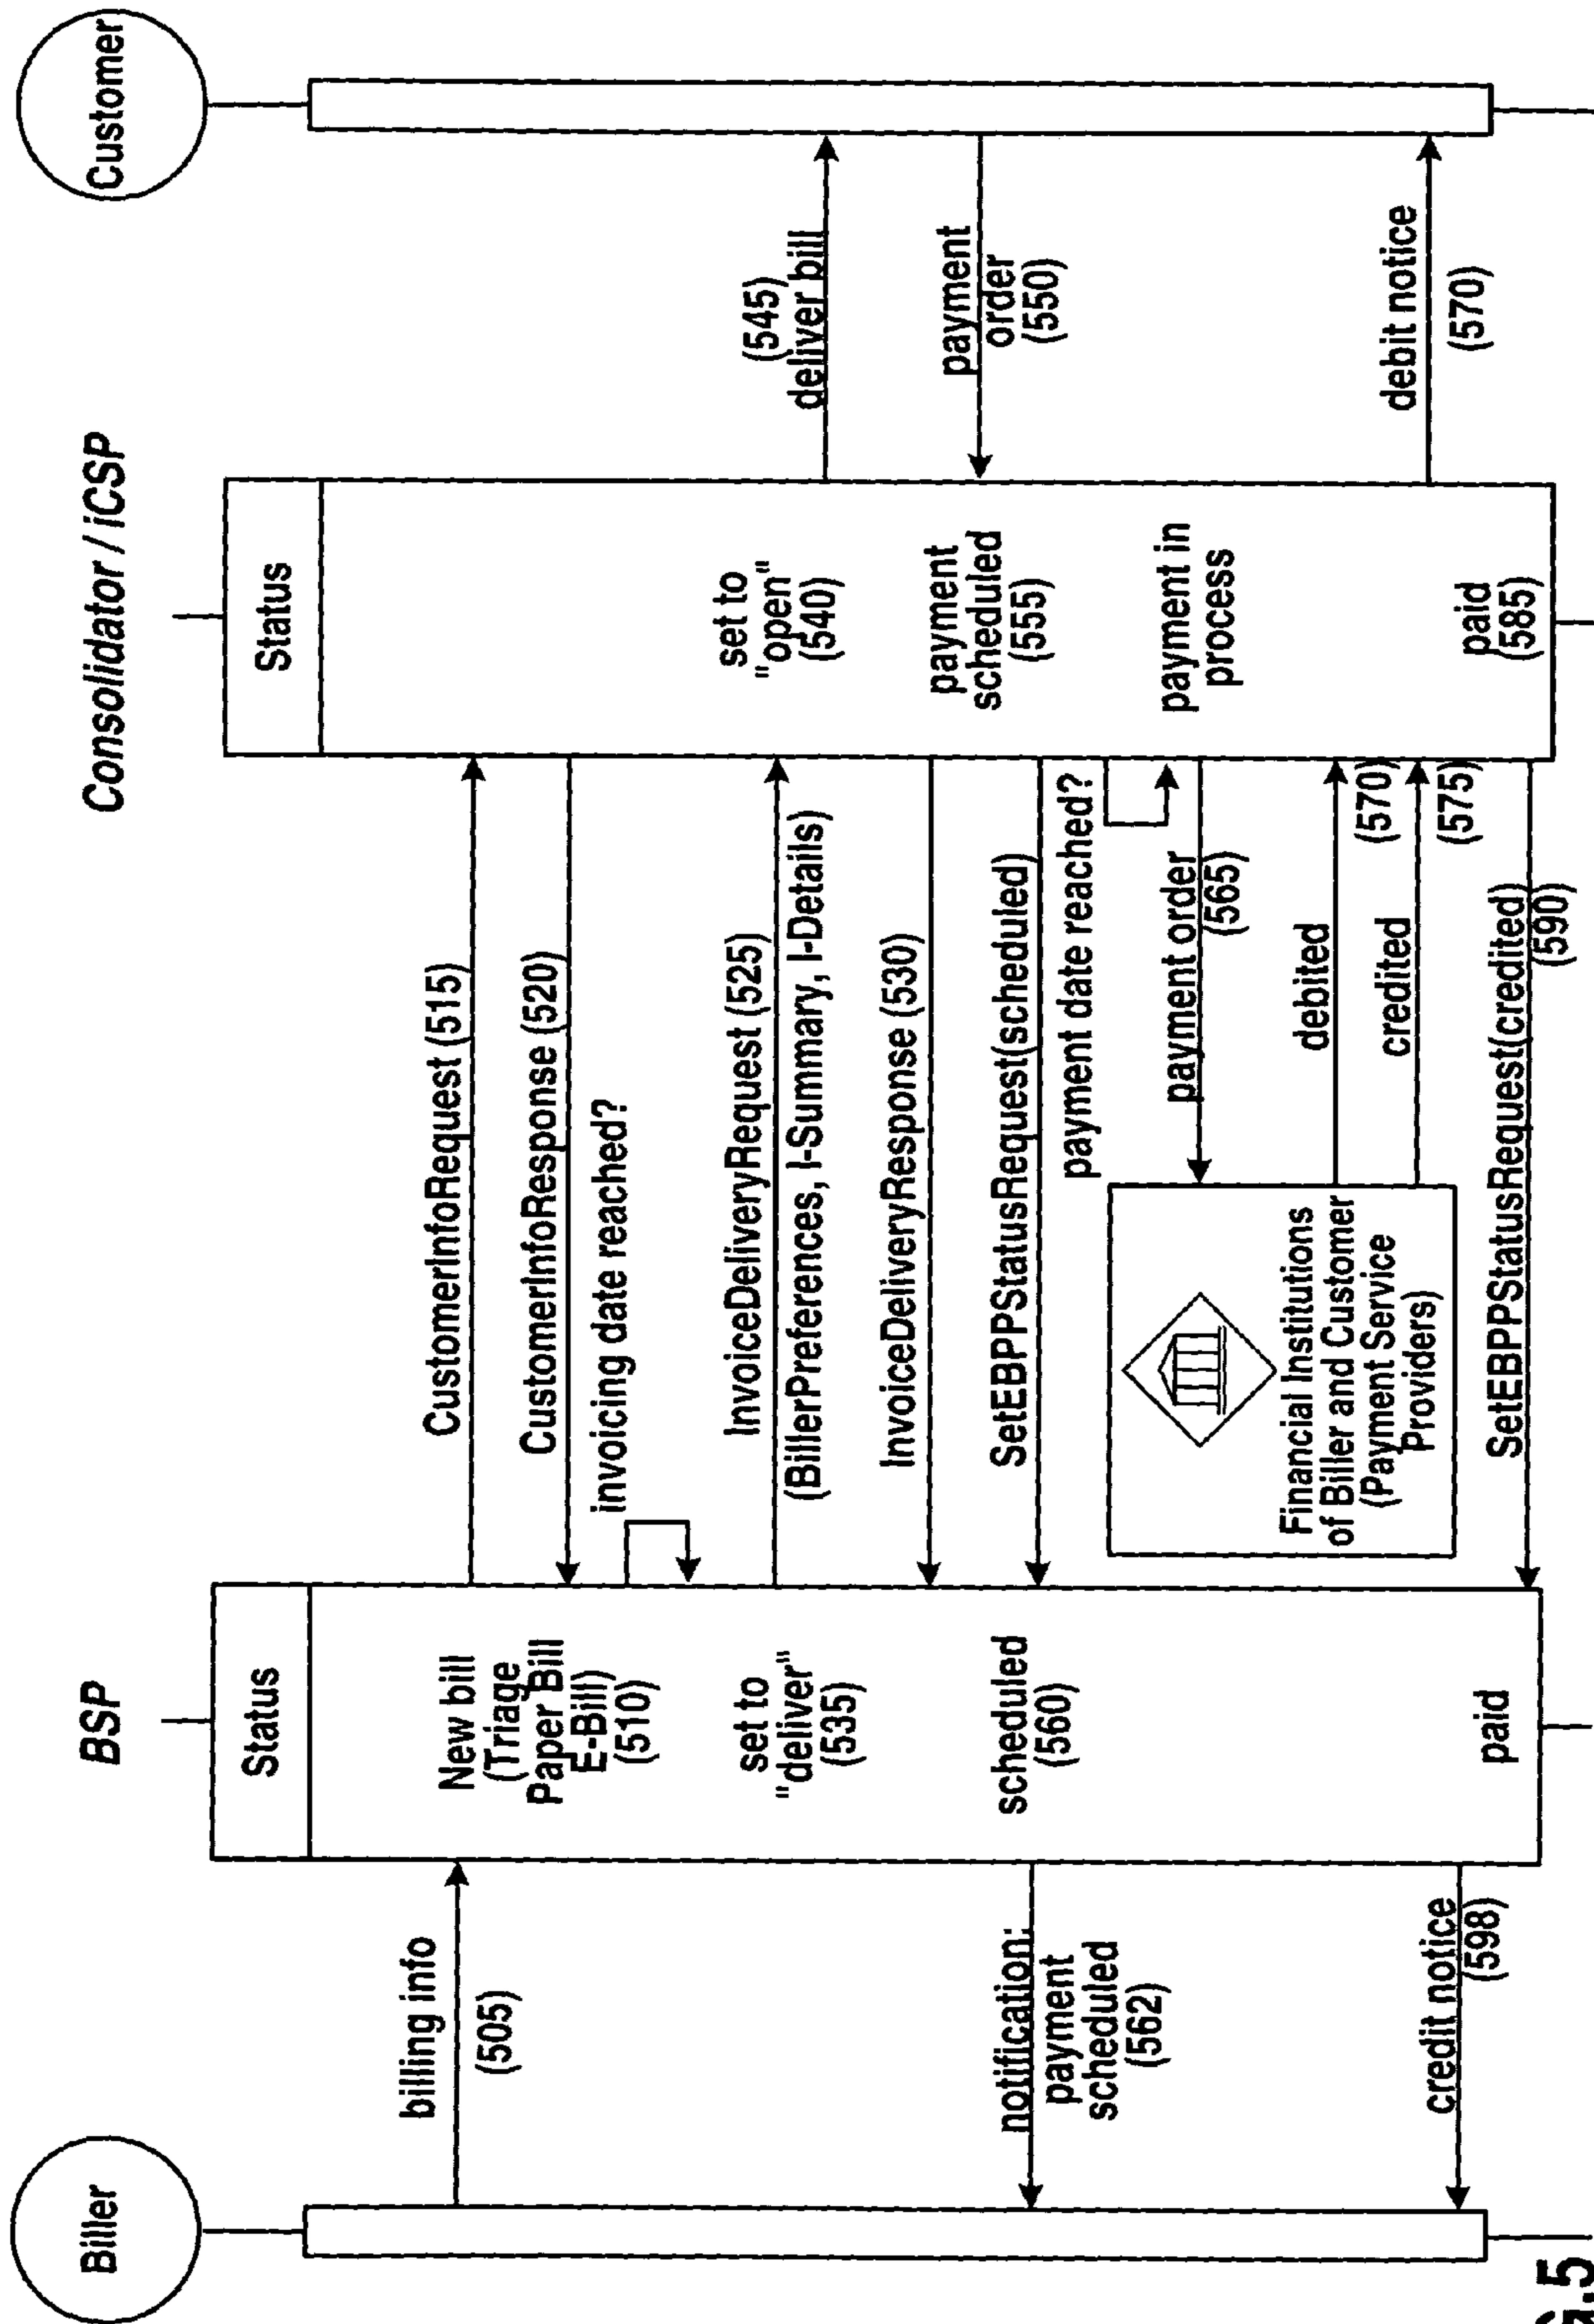 Biller
BSP
Consolidator / iCSP
Customer
Status
Status
billing info
(505)
New bill
(Triage
Paper Bill
E-Bill)
(510)
CustomerInfoRequest (515)
CustomerInfoResponse (520)
invoicing date reached?
set to
"deliver"
(535)
InvoiceDeliveryRequest (525)
(BillerPreferences, I-Summary, I-Details)
set to
"open"
(540)
(545)
deliver bill
InvoiceDeliveryResponse (530)
payment
scheduled
(555)
payment
order
(550)
SetEBPPStatusRequest(scheduled)
scheduled
(560)
notification:
payment
scheduled
(562)
payment date reached?
payment in
process
payment order
(565)
Financial Institutions
of Biller and Customer
(Payment Service
Providers)
debited
(570)
credited
(575)
debit notice
(570)
paid
(585)
SetEBPPStatusRequest(credited)
(590)
paid
credit notice
(598)
G.5